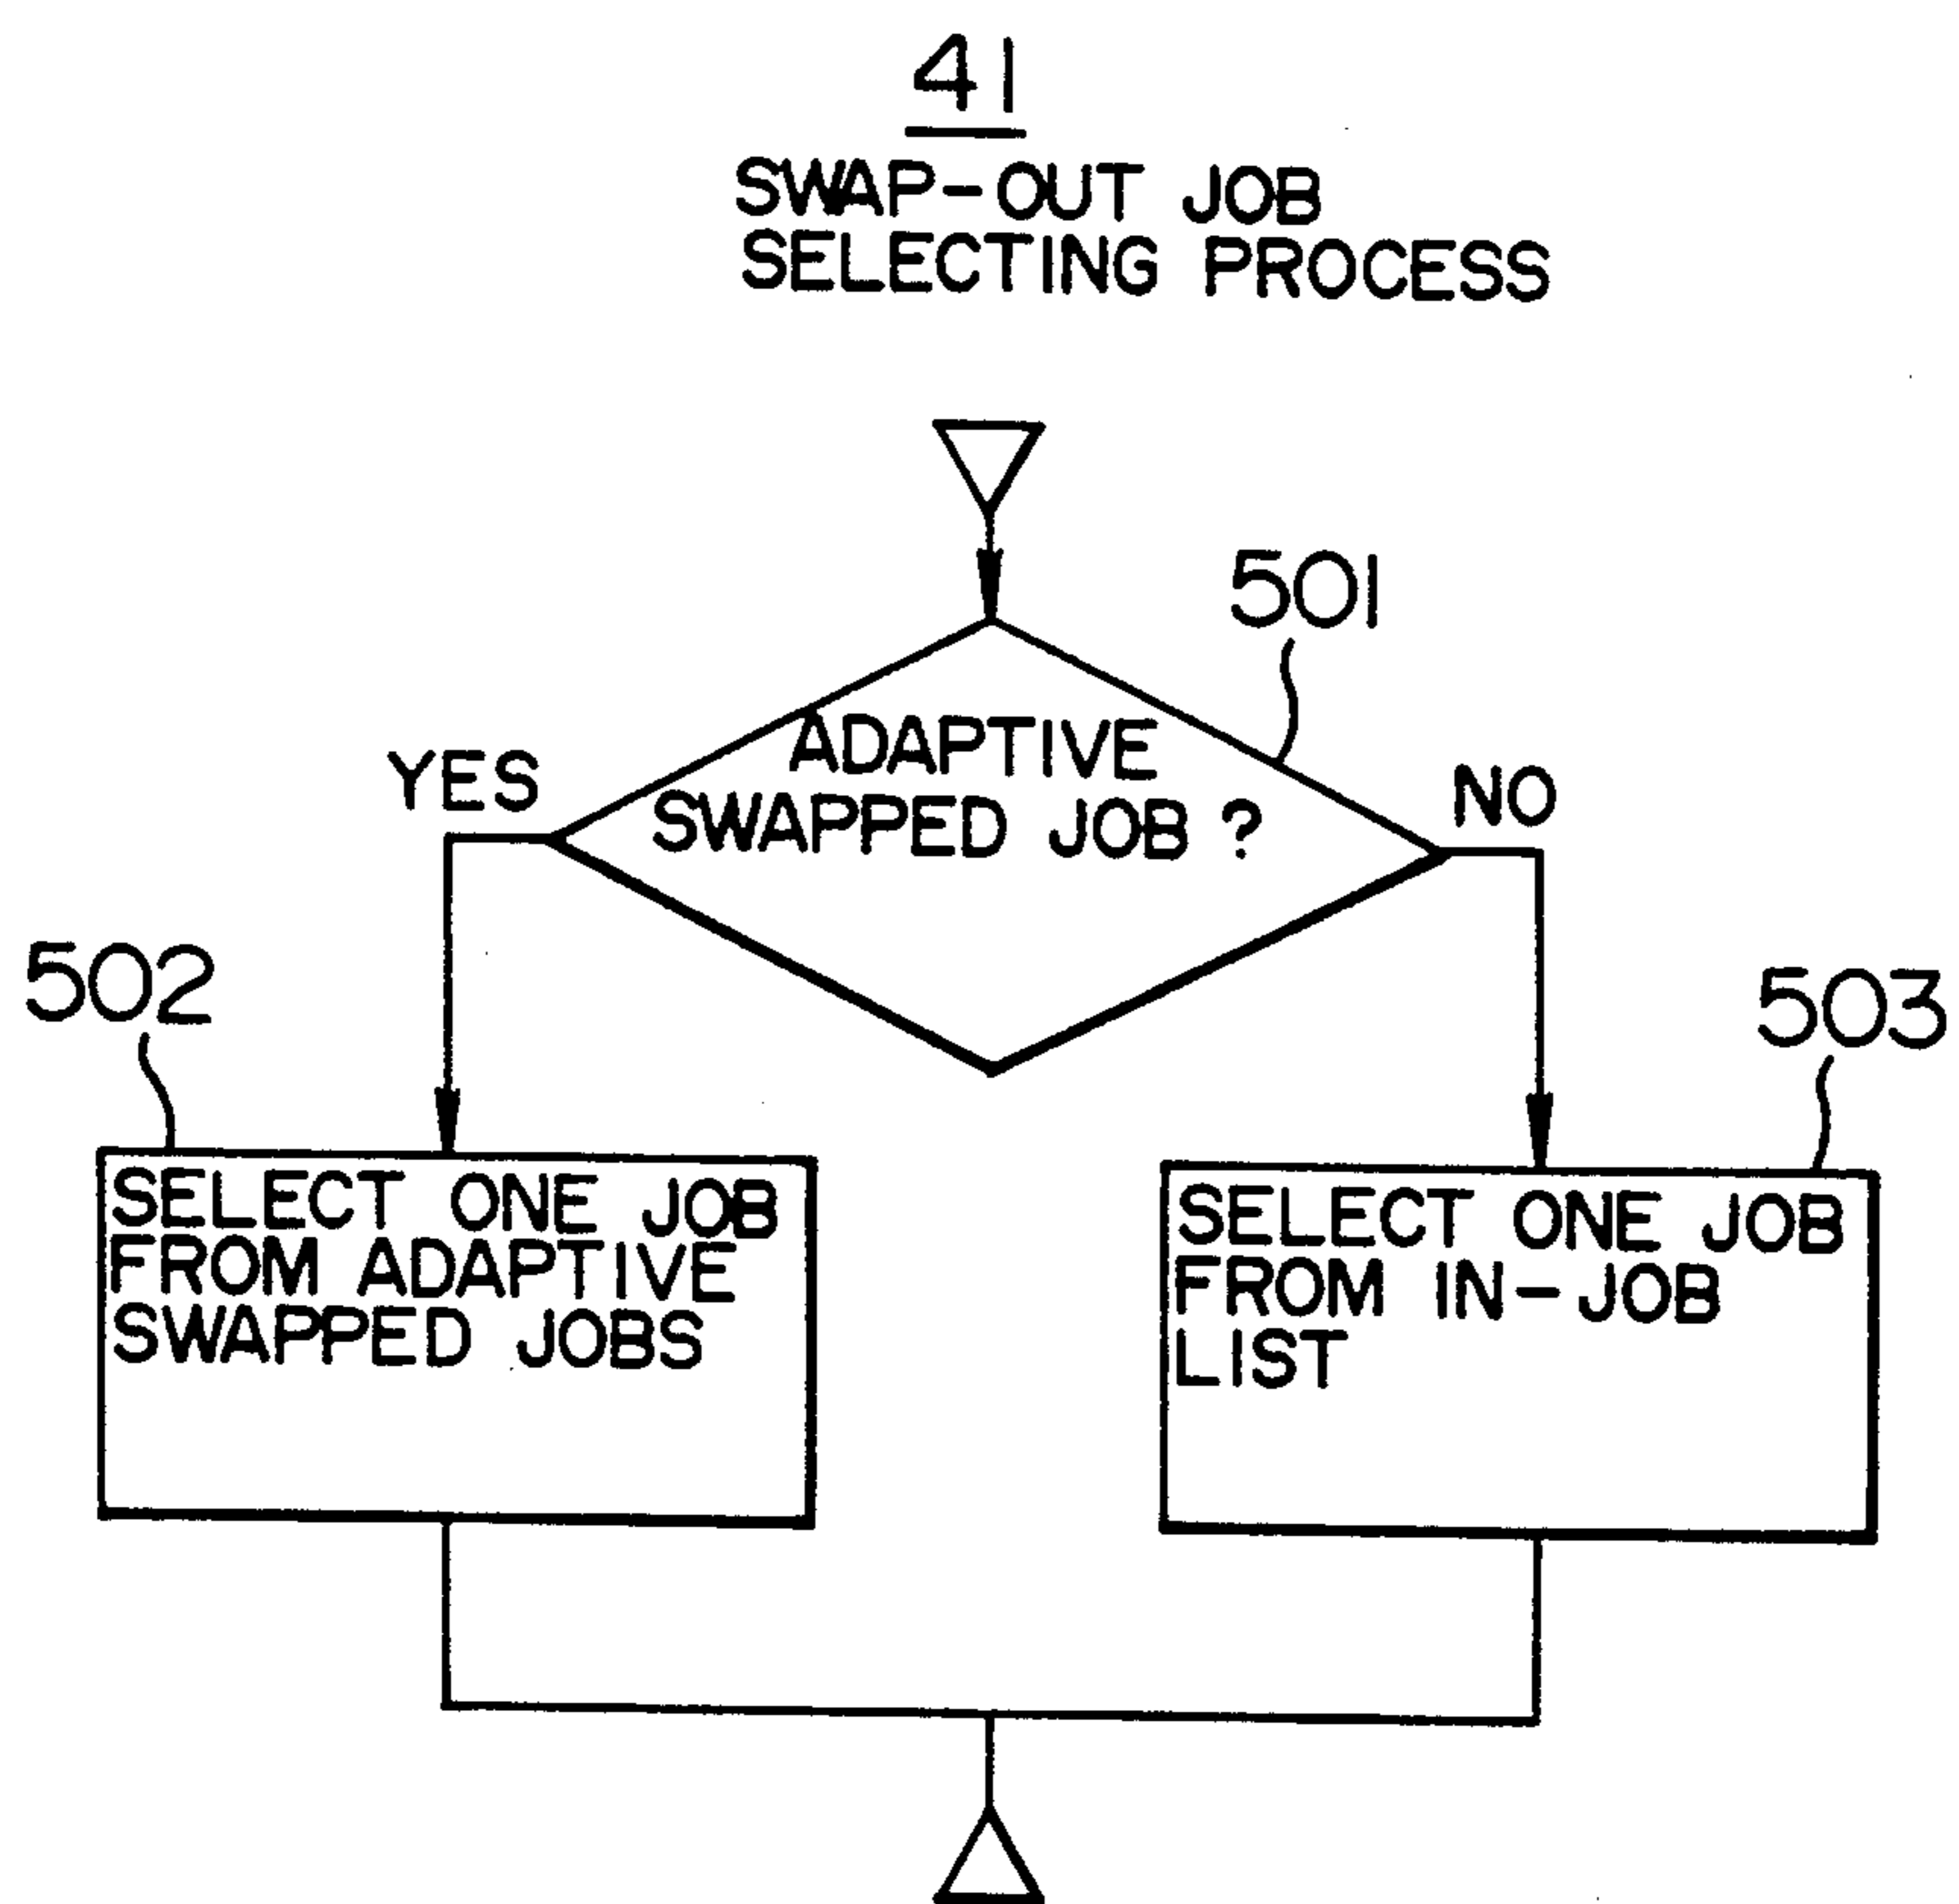 41
SWAP-OUT JOB
SELECTING PROCESS
501
ADAPTIVE
SWAPPED JOB ?
YES
NO
502
503
SELECT ONE JOB
FROM ADAPTIVE
SWAPPED JOBS
SELECT ONE JOB
FROM IN-JOB
LIST